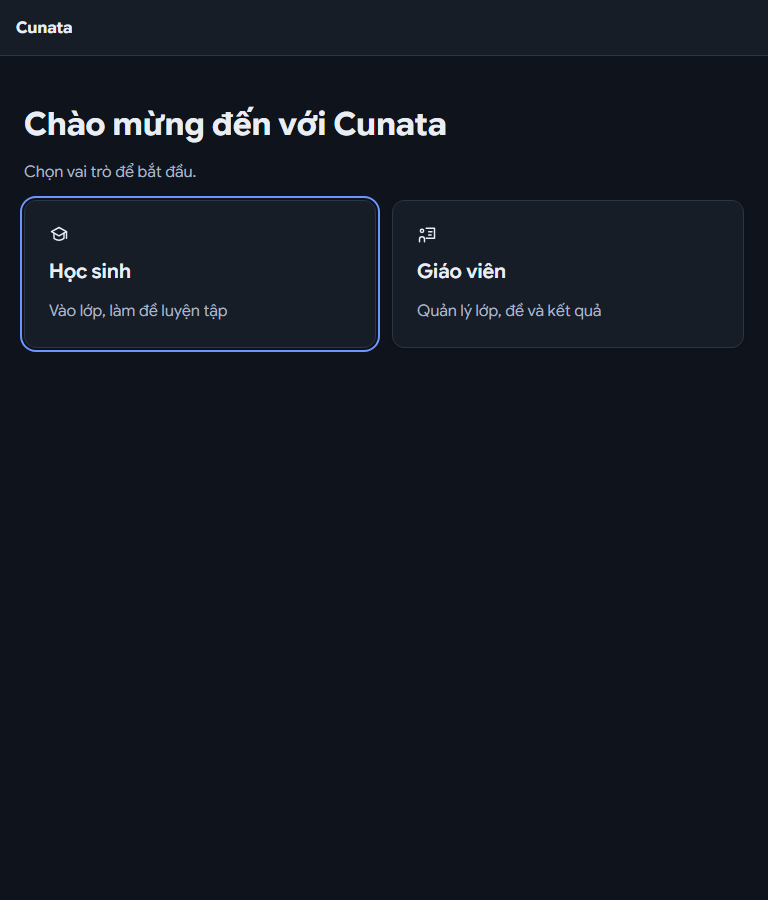 Cunata
Chào mừng đến với Cunata
Chọn vai trò để bắt đầu.
Học sinh
Vào lớp, làm đề luyện tập
Giáo viên
Quản lý lớp, đề và kết quả